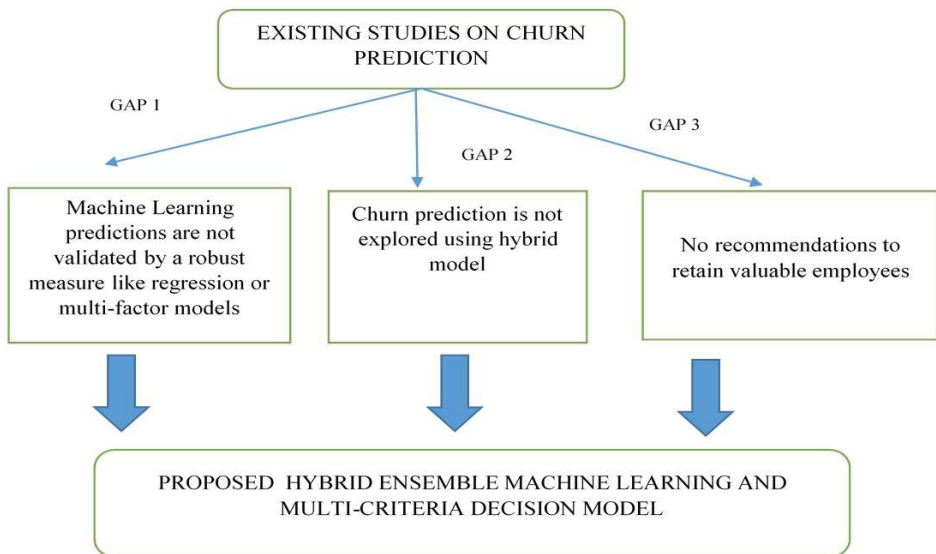 EXISTING STUDIES ON CHURN
PREDICTION
GAP 1
GAP 2
GAP 3
Machine Learning
predictions are not
validated by a robust
measure like regression or
multi-factor models
Churn prediction is not
explored using hybrid
model
No recommendations to
retain valuable employees
PROPOSED HYBRID ENSEMBLE MACHINE LEARNING AND
MULTI-CRITERIA DECISION MODEL